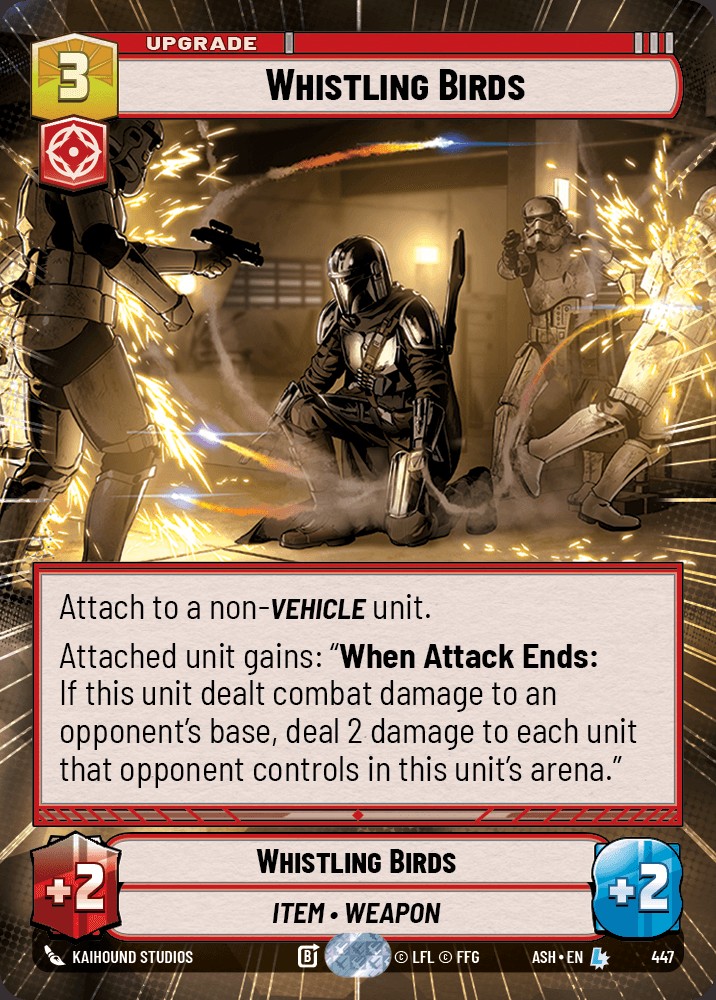 UPGRADE
3
WHISTLING BIRDS
Attach to a non-VEHICLE unit.
Attached unit gains: “When Attack Ends:
If this unit dealt combat damage to an
opponent’s base, deal 2 damage to each unit
that opponent controls in this unit’s arena.”
+2
WHISTLING BIRDS
+2
ITEM • WEAPON
KAIHOUND STUDIOS
B
© LFL © FFG
ASH • EN
L
447